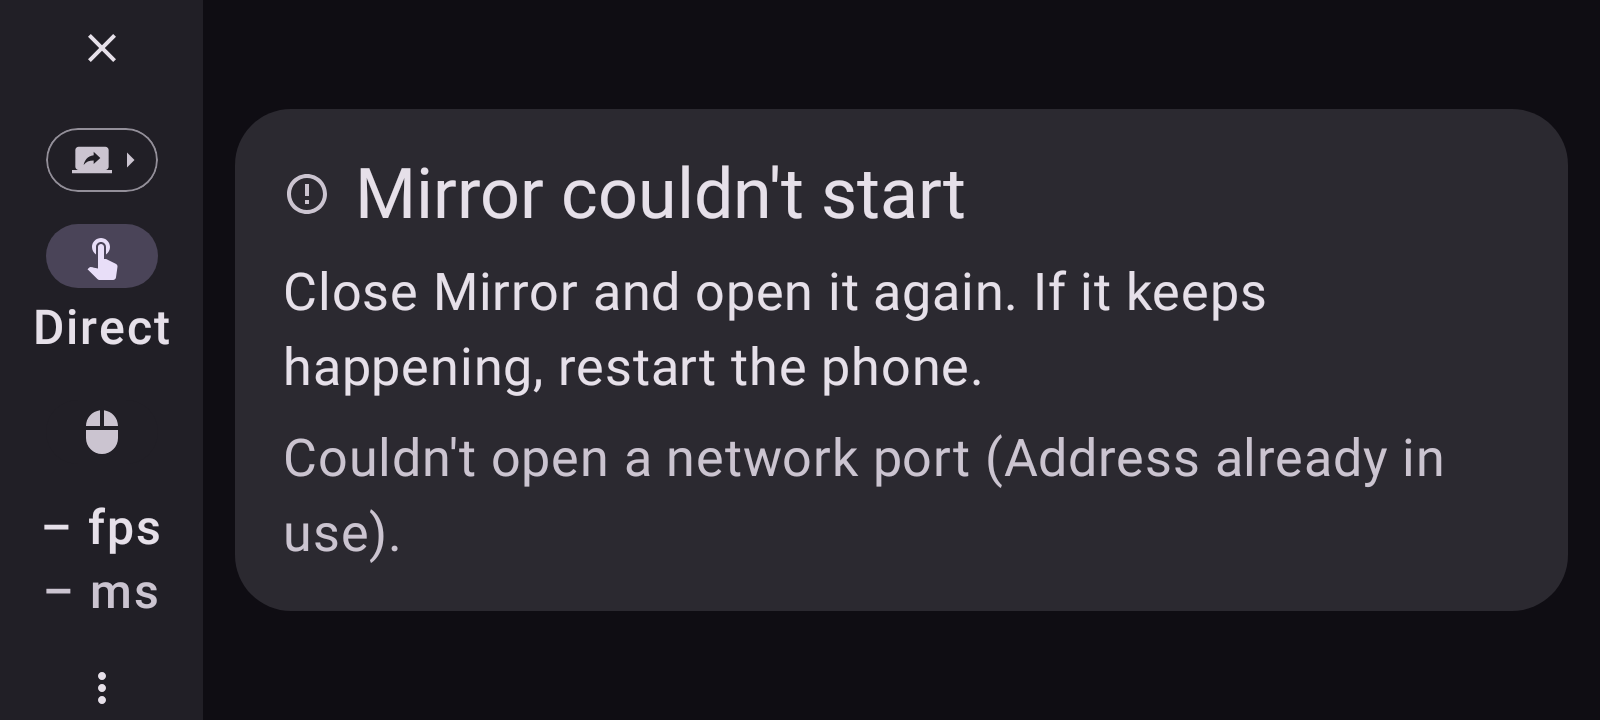 Direct
– fps
– ms
Mirror couldn't start
Close Mirror and open it again. If it keeps
happening, restart the phone.
Couldn't open a network port (Address already in
use).